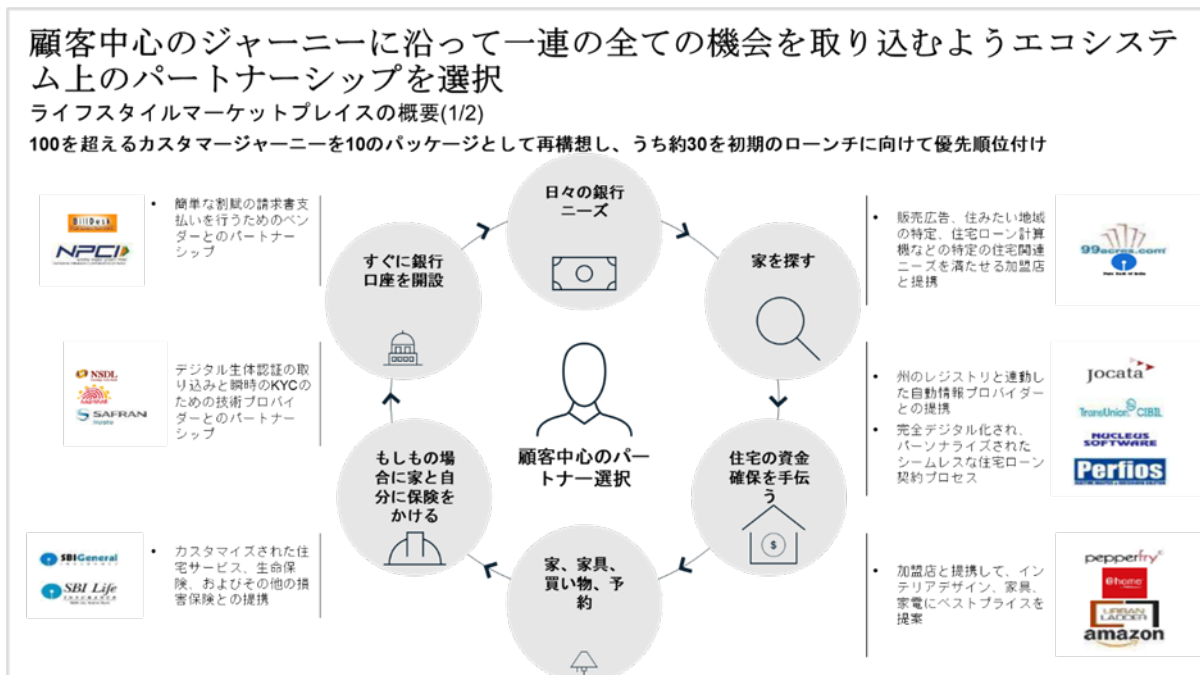 顧客中心のジャーニーに沿って一連の全ての機会を取り込むようエコシステ
ム上のパートナーシップを選択
ライフスタイルマーケットプレイスの概要(1/2)
100を超えるカスタマージャーニーを10のパッケージとして再構想し、うち約30を初期のローンチに向けて優先順位付け
BillDesk
NPCI
• 簡単な割賦の請求書支
払いを行うためのベン
ダーとのパートナー
シップ
すぐに銀行
口座を開設
日々の銀行
ニーズ
家を探す
• 販売広告、住みたい地域
の特定、住宅ローン計算
機などの特定の住宅関連
ニーズを満たせる加盟店
と提携
99acres.com
NSDL
SAFRAN
• デジタル生体認証の取
り込みと瞬時のKYCの
ための技術プロバイ
ダーとのパートナー
シップ
顧客中心のパー
トナー選択
• 州のレジストリと連動し
た自動情報プロバイダー
との提携
• 完全デジタル化され、
パーソナライズされた
シームレスな住宅ローン
契約プロセス
Jocata
TransUnion CIBIL
NUCLEUS
SOFTWARE
Perfios
もしもの場
合に家と自
分に保険を
かける
住宅の資金
確保を手伝
う
$
SBI General
INSURANCE
SBI Life
INSURANCE
• カスタマイズされた住
宅サービス、生命保
険、およびその他の損
害保険との提携
家、家具、
買い物、予
約
• 加盟店と提携して、イン
テリアデザイン、家具、
家電にベストプライスを
提案
pepperfry
@home
URBAN
LADDER
amazon